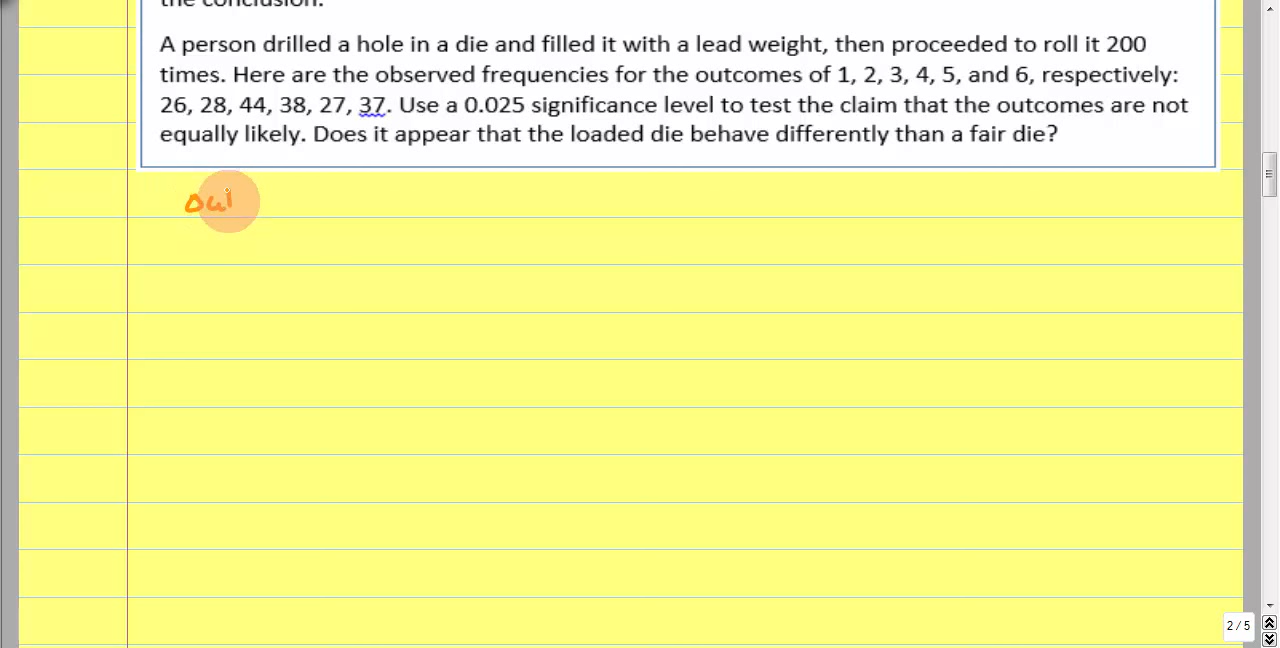 the conclusion.
A person drilled a hole in a die and filled it with a lead weight, then proceeded to roll it 200
times. Here are the observed frequencies for the outcomes of 1, 2, 3, 4, 5, and 6, respectively:
26, 28, 44, 38, 27, 37. Use a 0.025 significance level to test the claim that the outcomes are not
equally likely. Does it appear that the loaded die behave differently than a fair die?
oui
2 / 5